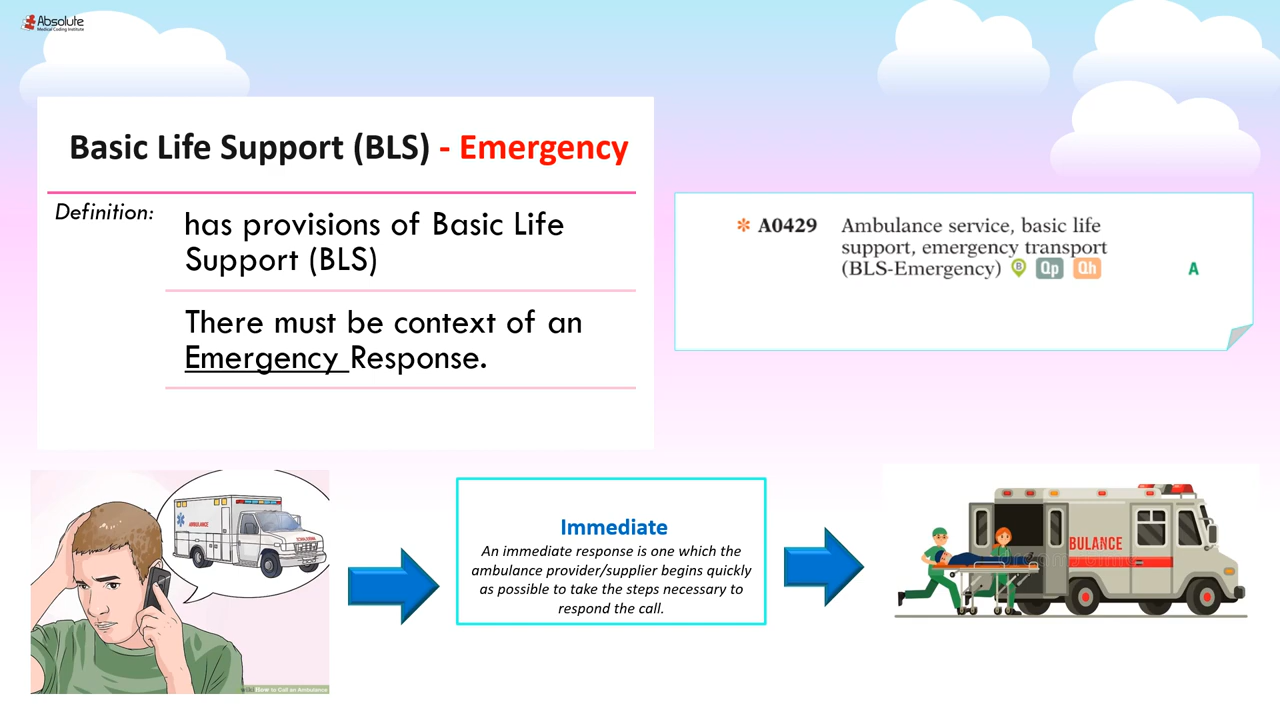 Absolute
Medical Coding Institute
Basic Life Support (BLS) - Emergency
Definition:
has provisions of Basic Life
Support (BLS)
There must be context of an
Emergency Response.
* A0429 Ambulance service, basic life
support, emergency transport
(BLS-Emergency) B Qp Qh A
AMBULANCE
How to Call an Ambulance
Immediate
An immediate response is one which the
ambulance provider/supplier begins quickly
as possible to take the steps necessary to
respond the call.
BULANCE